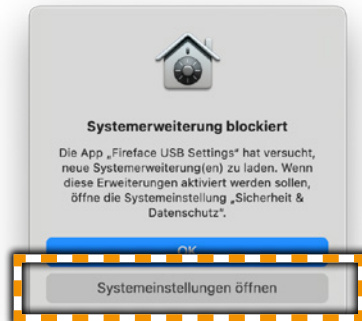 Systemerweiterung blockiert
Die App „Fireface USB Settings" hat versucht,
neue Systemerweiterung(en) zu laden. Wenn
diese Erweiterungen aktiviert werden sollen,
öffne die Systemeinstellung „Sicherheit &
Datenschutz".
OK
Systemeinstellungen öffnen